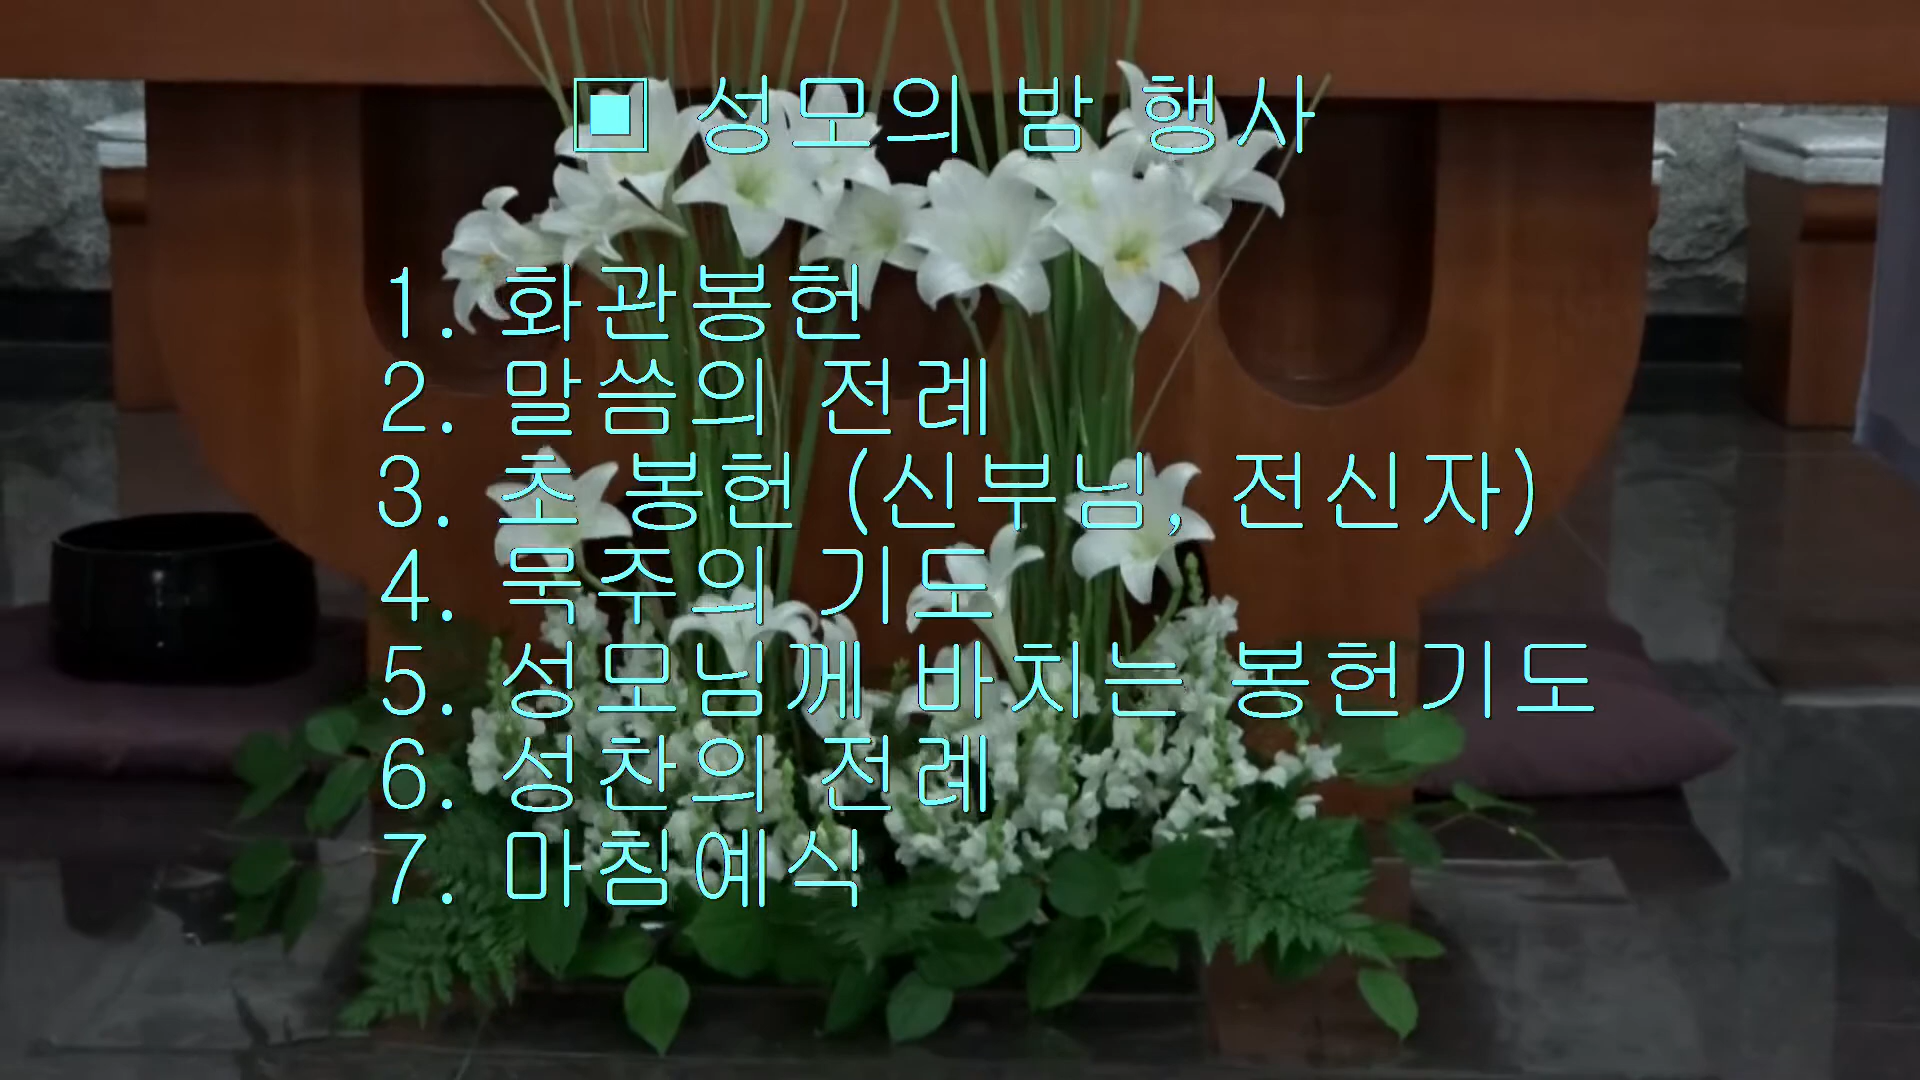 ▣ 성모의 밤 행사
1. 화관봉헌
2. 말씀의 전례
3. 초 봉헌 (신부님, 전신자)
4. 묵주의 기도
5. 성모님께 바치는 봉헌기도
6. 성찬의 전례
7. 마침예식